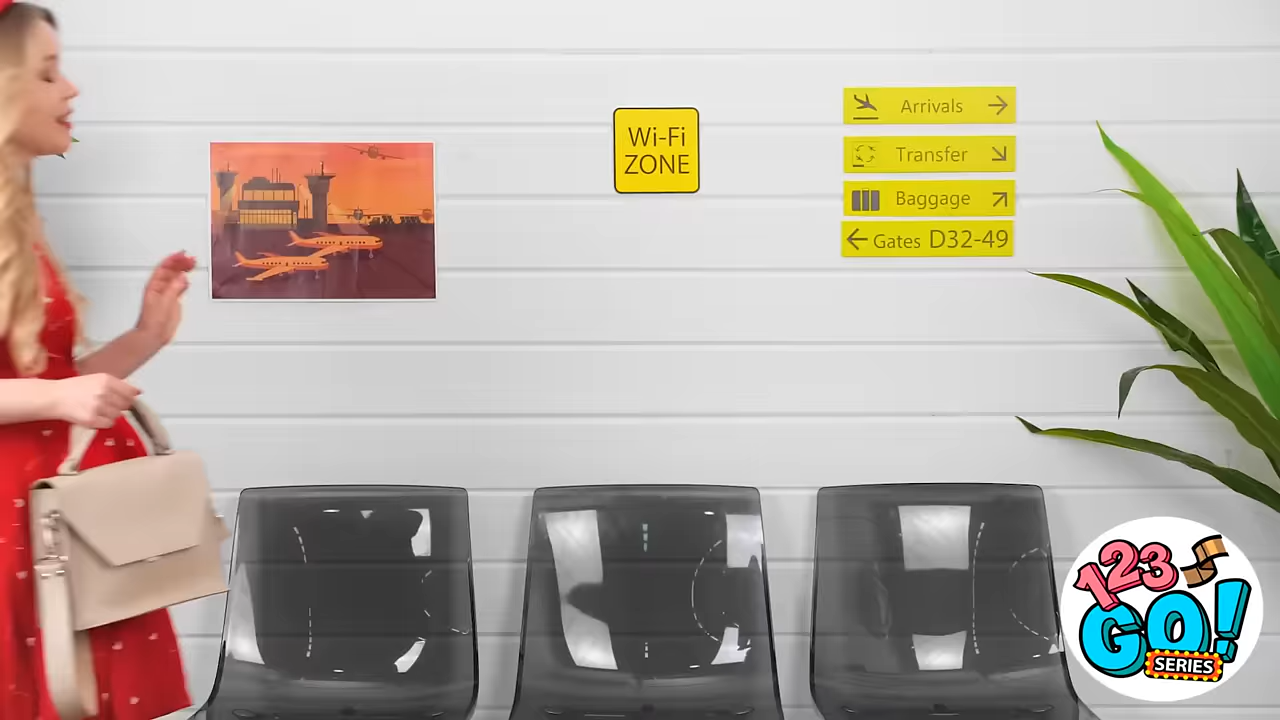 Wi-Fi
ZONE
Arrivals
Transfer
Baggage
Gates D32-49
123
GO!
SERIES